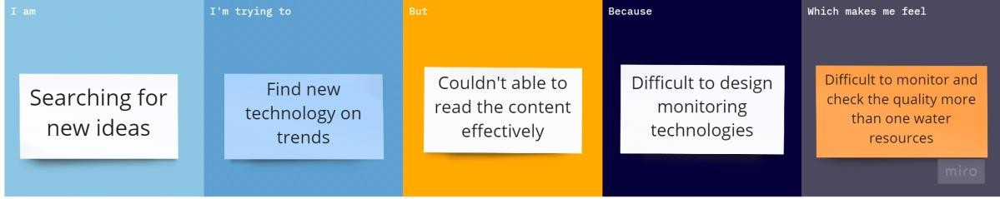 I am
Searching for
new ideas
I'm trying to
Find new
technology on
trends
But
Couldn't able to
read the content
effectively
Because
Difficult to design
monitoring
technologies
Which makes me feel
Difficult to monitor and
check the quality more
than one water
resources
miro